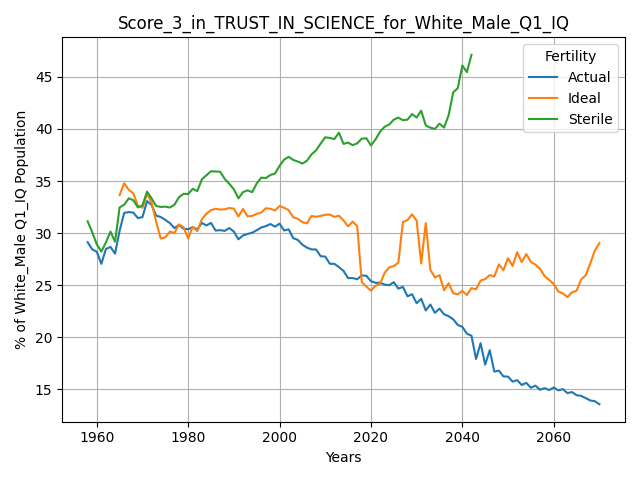 Score_3_in_TRUST_IN_SCIENCE_for_White_Male_Q1_IQ
% of White_Male Q1_IQ Population
45
40
35
30
25
20
15
Fertility
Actual
Ideal
Sterile
1960 1980 2000 2020 2040 2060
Years